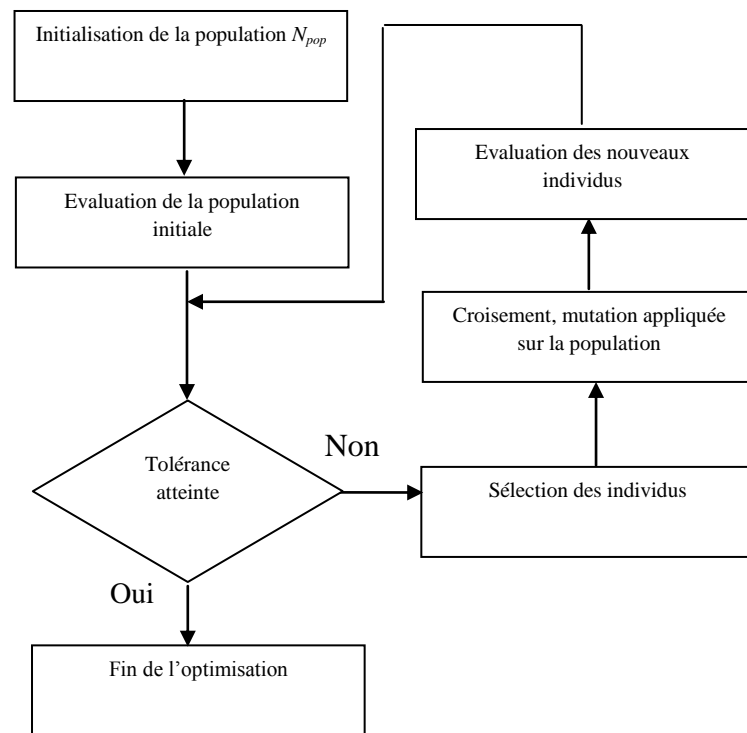 Initialisation de la population Npop
Evaluation de la population
initiale
Tolérance
atteinte
Non
Oui
Fin de l’optimisation
Sélection des individus
Croisement, mutation appliquée
sur la population
Evaluation des nouveaux
individus